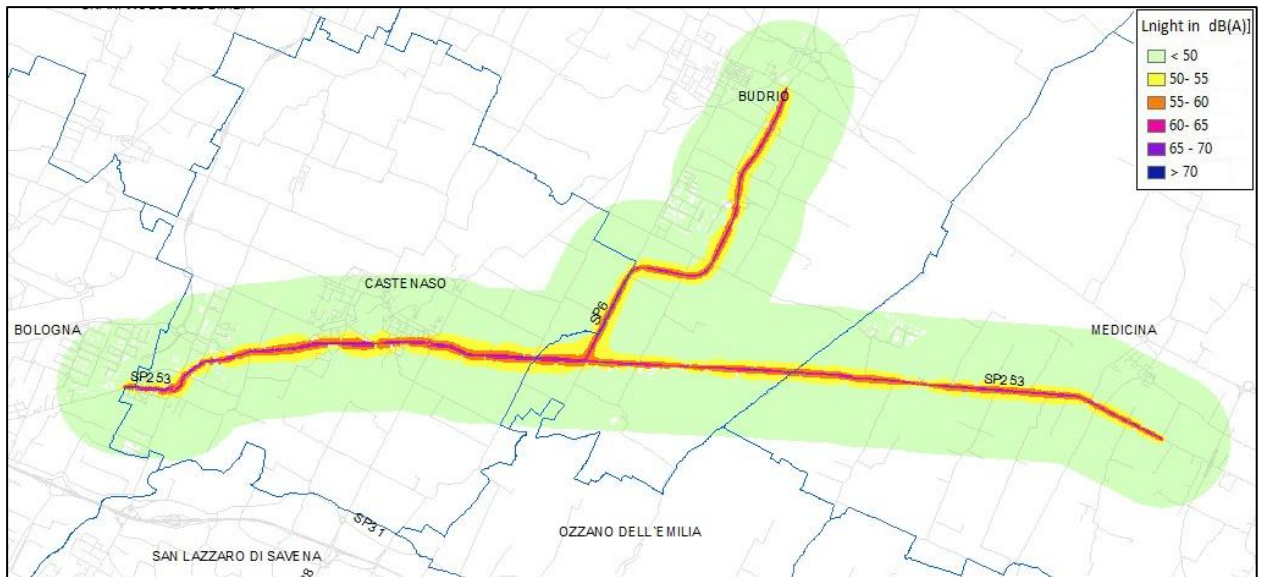 Lnight in dB(A)]
< 50
50- 55
55- 60
60- 65
65 - 70
> 70
BUDRIO
CASTENASO
SP6
BOLOGNA
MEDICINA
SP253
SP253
SP31
OZZANO DELL'EMILIA
SAN LAZZARO DI SAVENA